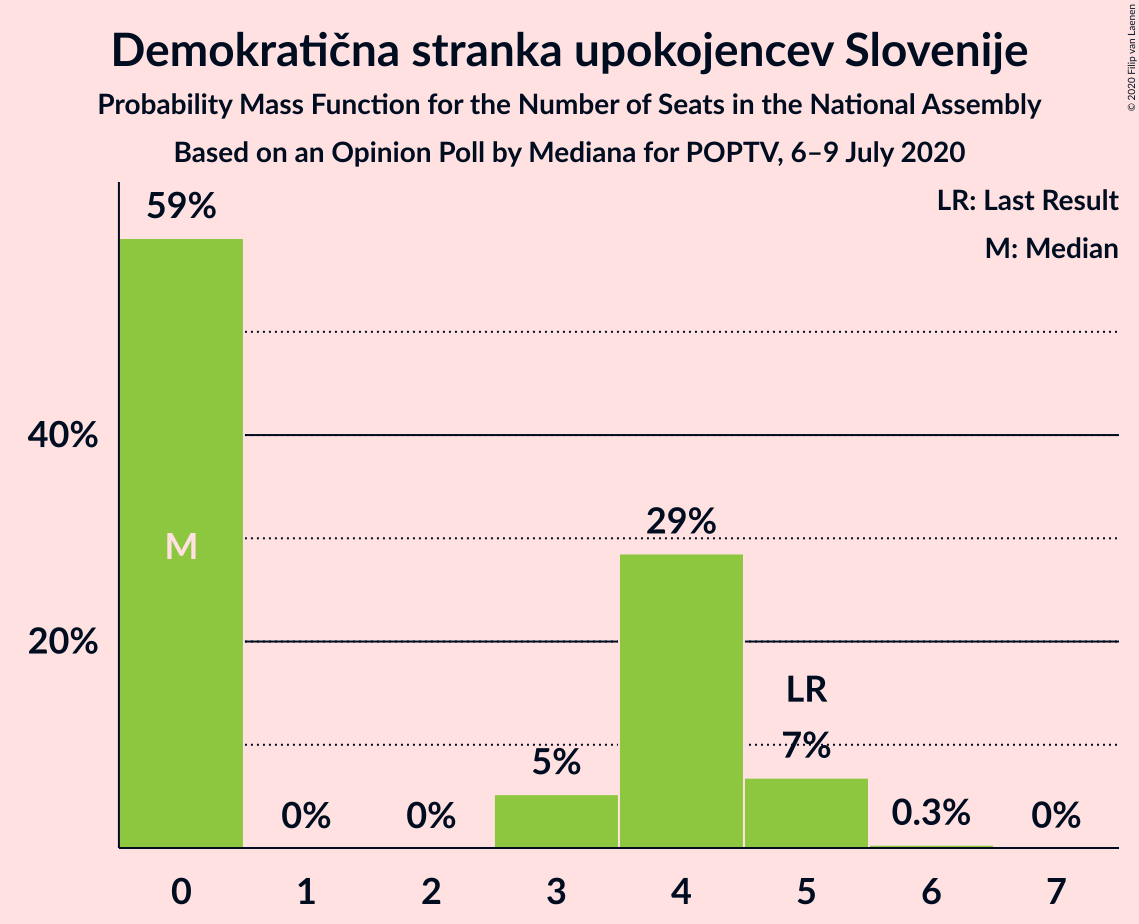 Demokratična stranka upokojencev Slovenije
Probability Mass Function for the Number of Seats in the National Assembly
Based on an Opinion Poll by Mediana for POPTV, 6–9 July 2020
© 2020 Filip van Laenen
LR: Last Result
M: Median
59%
40%
M
29%
20%
LR
7%
5%
0%
0%
0.3%
0%
0
1
2
3
4
5
6
7